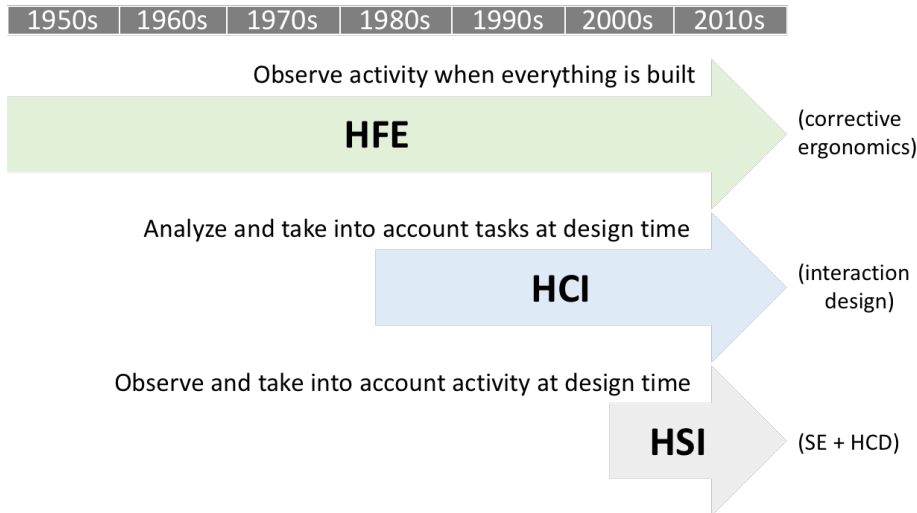 1950s 1960s 1970s 1980s 1990s 2000s 2010s
Observe activity when everything is built
HFE
(corrective
ergonomics)
Analyze and take into account tasks at design time
HCI
(interaction
design)
Observe and take into account activity at design time
HSI
(SE + HCD)